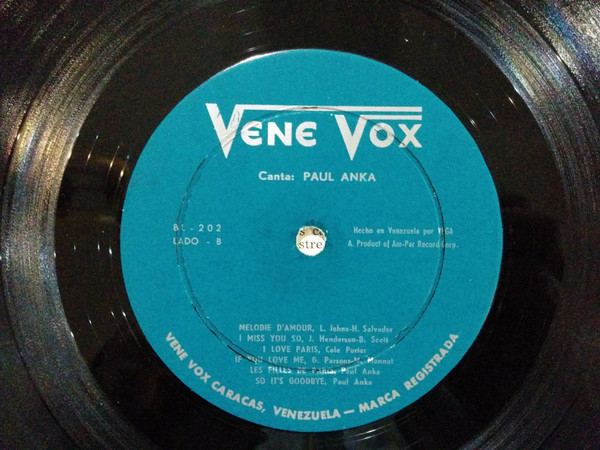 VENE VOX
Canta: PAUL ANKA
BL - 202
LADO - B
Hecho en Venezuela por VEGA
A. Product of Am-Par Record Corp.
stre
MELODIE D'AMOUR, L. Johns-H. Salvador
I MISS YOU SO, J. Henderson-B. Scott
I LOVE PARIS, Cole Porter
IF YOU LOVE ME, G. Parsons-M. Monnot
LES FILLES DE PARIS, Paul Anka
SO IT'S GOODBYE, Paul Anka
VENE VOX CARACAS, VENEZUELA — MARCA REGISTRADA